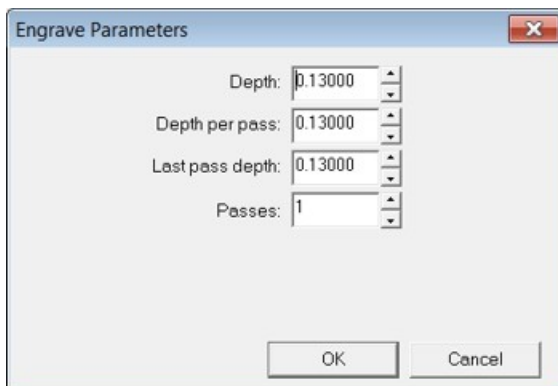 Engrave Parameters
Depth: 0.13000
Depth per pass: 0.13000
Last pass depth: 0.13000
Passes: 1
OK Cancel